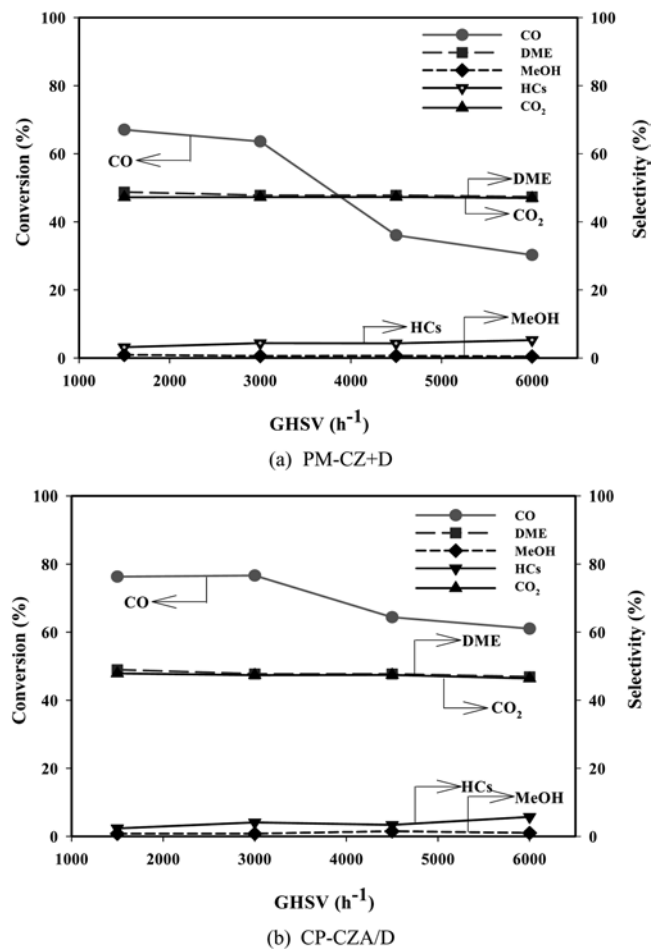 100
80
60
40
20
0
Conversion (%)
100
80
60
40
20
0
Selectivity (%)
CO
DME
MeOH
HCs
CO₂
CO
DME
CO₂
HCs
MeOH
1000 2000 3000 4000 5000 6000
GHSV (h⁻¹)
(a) PM-CZ+D
100
80
60
40
20
0
Conversion (%)
100
80
60
40
20
0
Selectivity (%)
CO
DME
MeOH
HCs
CO₂
CO
DME
CO₂
HCs
MeOH
1000 2000 3000 4000 5000 6000
GHSV (h⁻¹)
(b) CP-CZA/D